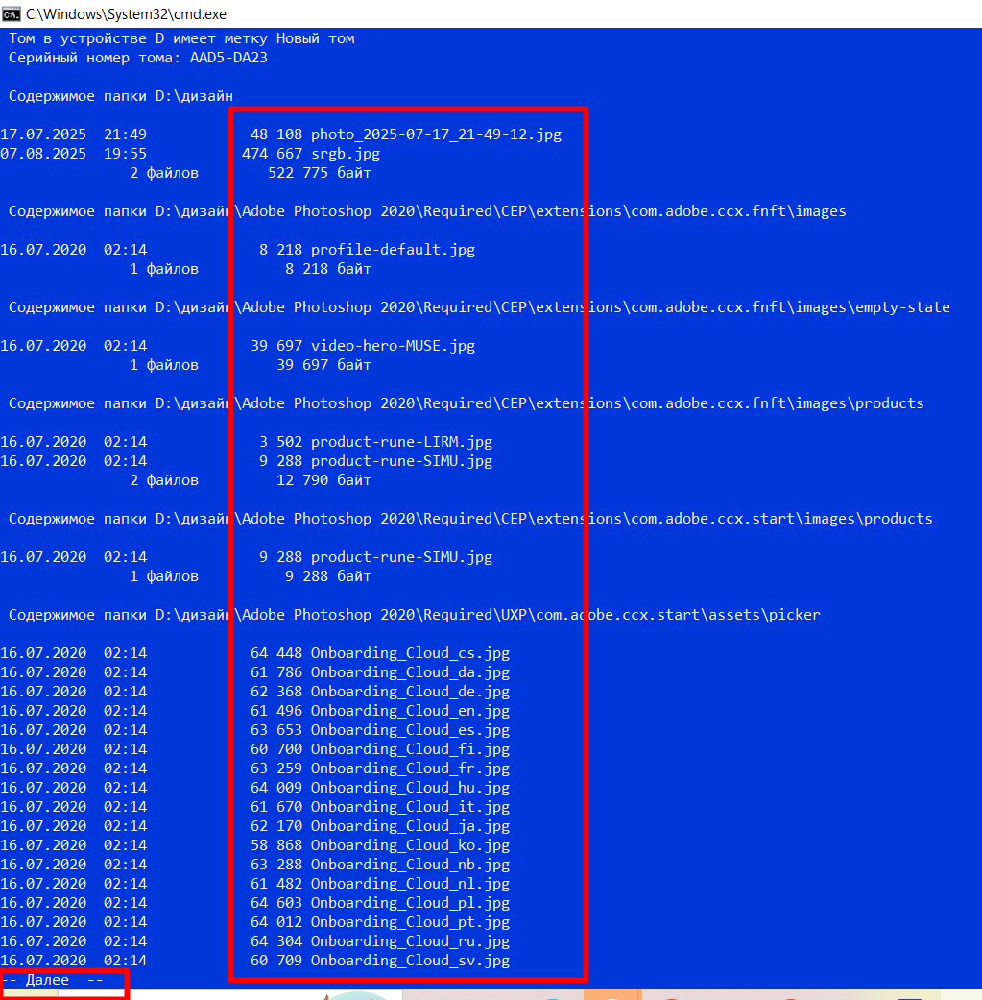 C:\Windows\System32\cmd.exe
Том в устройстве D имеет метку Новый том
Серийный номер тома: AAD5-DA23
Содержимое папки D:\дизайн
17.07.2025  21:49            48 108 photo_2025-07-17_21-49-12.jpg
07.08.2025  19:55           474 667 srgb.jpg
2 файлов        522 775 байт
Содержимое папки D:\дизайн\Adobe Photoshop 2020\Required\CEP\extensions\com.adobe.ccx.fnft\images
16.07.2020  02:14             8 218 profile-default.jpg
1 файлов          8 218 байт
Содержимое папки D:\дизайн\Adobe Photoshop 2020\Required\CEP\extensions\com.adobe.ccx.fnft\images\empty-state
16.07.2020  02:14            39 697 video-hero-MUSE.jpg
1 файлов         39 697 байт
Содержимое папки D:\дизайн\Adobe Photoshop 2020\Required\CEP\extensions\com.adobe.ccx.fnft\images\products
16.07.2020  02:14             3 502 product-rune-LIRM.jpg
16.07.2020  02:14             9 288 product-rune-SIMU.jpg
2 файлов         12 790 байт
Содержимое папки D:\дизайн\Adobe Photoshop 2020\Required\CEP\extensions\com.adobe.ccx.start\images\products
16.07.2020  02:14             9 288 product-rune-SIMU.jpg
1 файлов          9 288 байт
Содержимое папки D:\дизайн\Adobe Photoshop 2020\Required\UXP\com.adobe.ccx.start\assets\picker
16.07.2020  02:14            64 448 Onboarding_Cloud_cs.jpg
16.07.2020  02:14            61 786 Onboarding_Cloud_da.jpg
16.07.2020  02:14            62 368 Onboarding_Cloud_de.jpg
16.07.2020  02:14            61 496 Onboarding_Cloud_en.jpg
16.07.2020  02:14            63 653 Onboarding_Cloud_es.jpg
16.07.2020  02:14            60 700 Onboarding_Cloud_fi.jpg
16.07.2020  02:14            63 259 Onboarding_Cloud_fr.jpg
16.07.2020  02:14            64 009 Onboarding_Cloud_hu.jpg
16.07.2020  02:14            61 670 Onboarding_Cloud_it.jpg
16.07.2020  02:14            62 170 Onboarding_Cloud_ja.jpg
16.07.2020  02:14            58 868 Onboarding_Cloud_ko.jpg
16.07.2020  02:14            63 288 Onboarding_Cloud_nb.jpg
16.07.2020  02:14            61 482 Onboarding_Cloud_nl.jpg
16.07.2020  02:14            64 603 Onboarding_Cloud_pl.jpg
16.07.2020  02:14            64 012 Onboarding_Cloud_pt.jpg
16.07.2020  02:14            64 304 Onboarding_Cloud_ru.jpg
16.07.2020  02:14            60 709 Onboarding_Cloud_sv.jpg
-- Далее  --